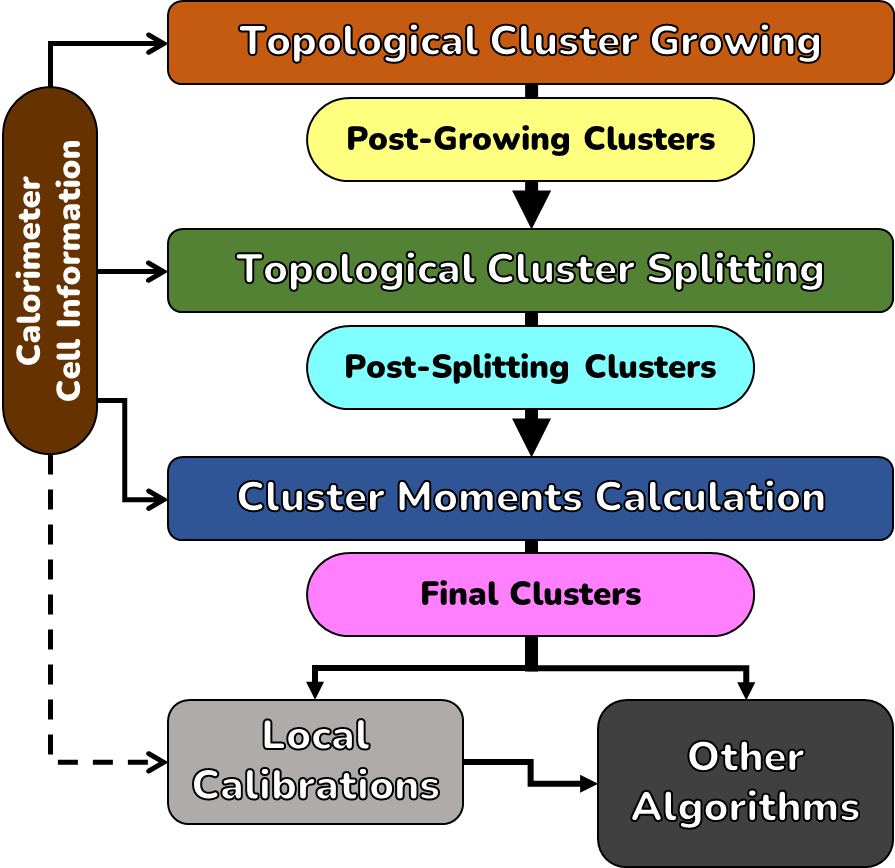 Topological Cluster Growing
Post-Growing Clusters
Calorimeter
Cell Information
Topological Cluster Splitting
Post-Splitting Clusters
Cluster Moments Calculation
Final Clusters
Local
Calibrations
Other
Algorithms